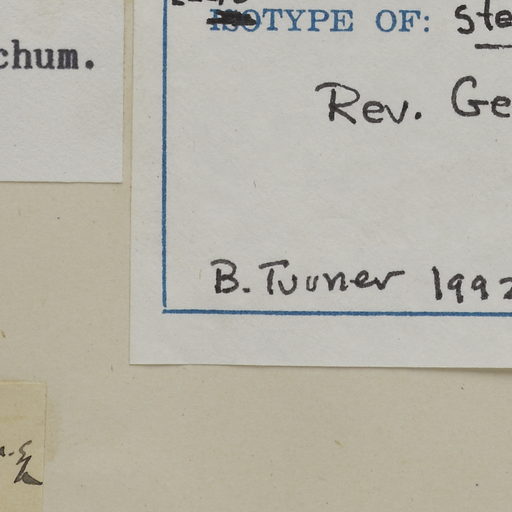 chum.
ISOTYPE OF: Ste
Rev. Ge
B. Turner 1992